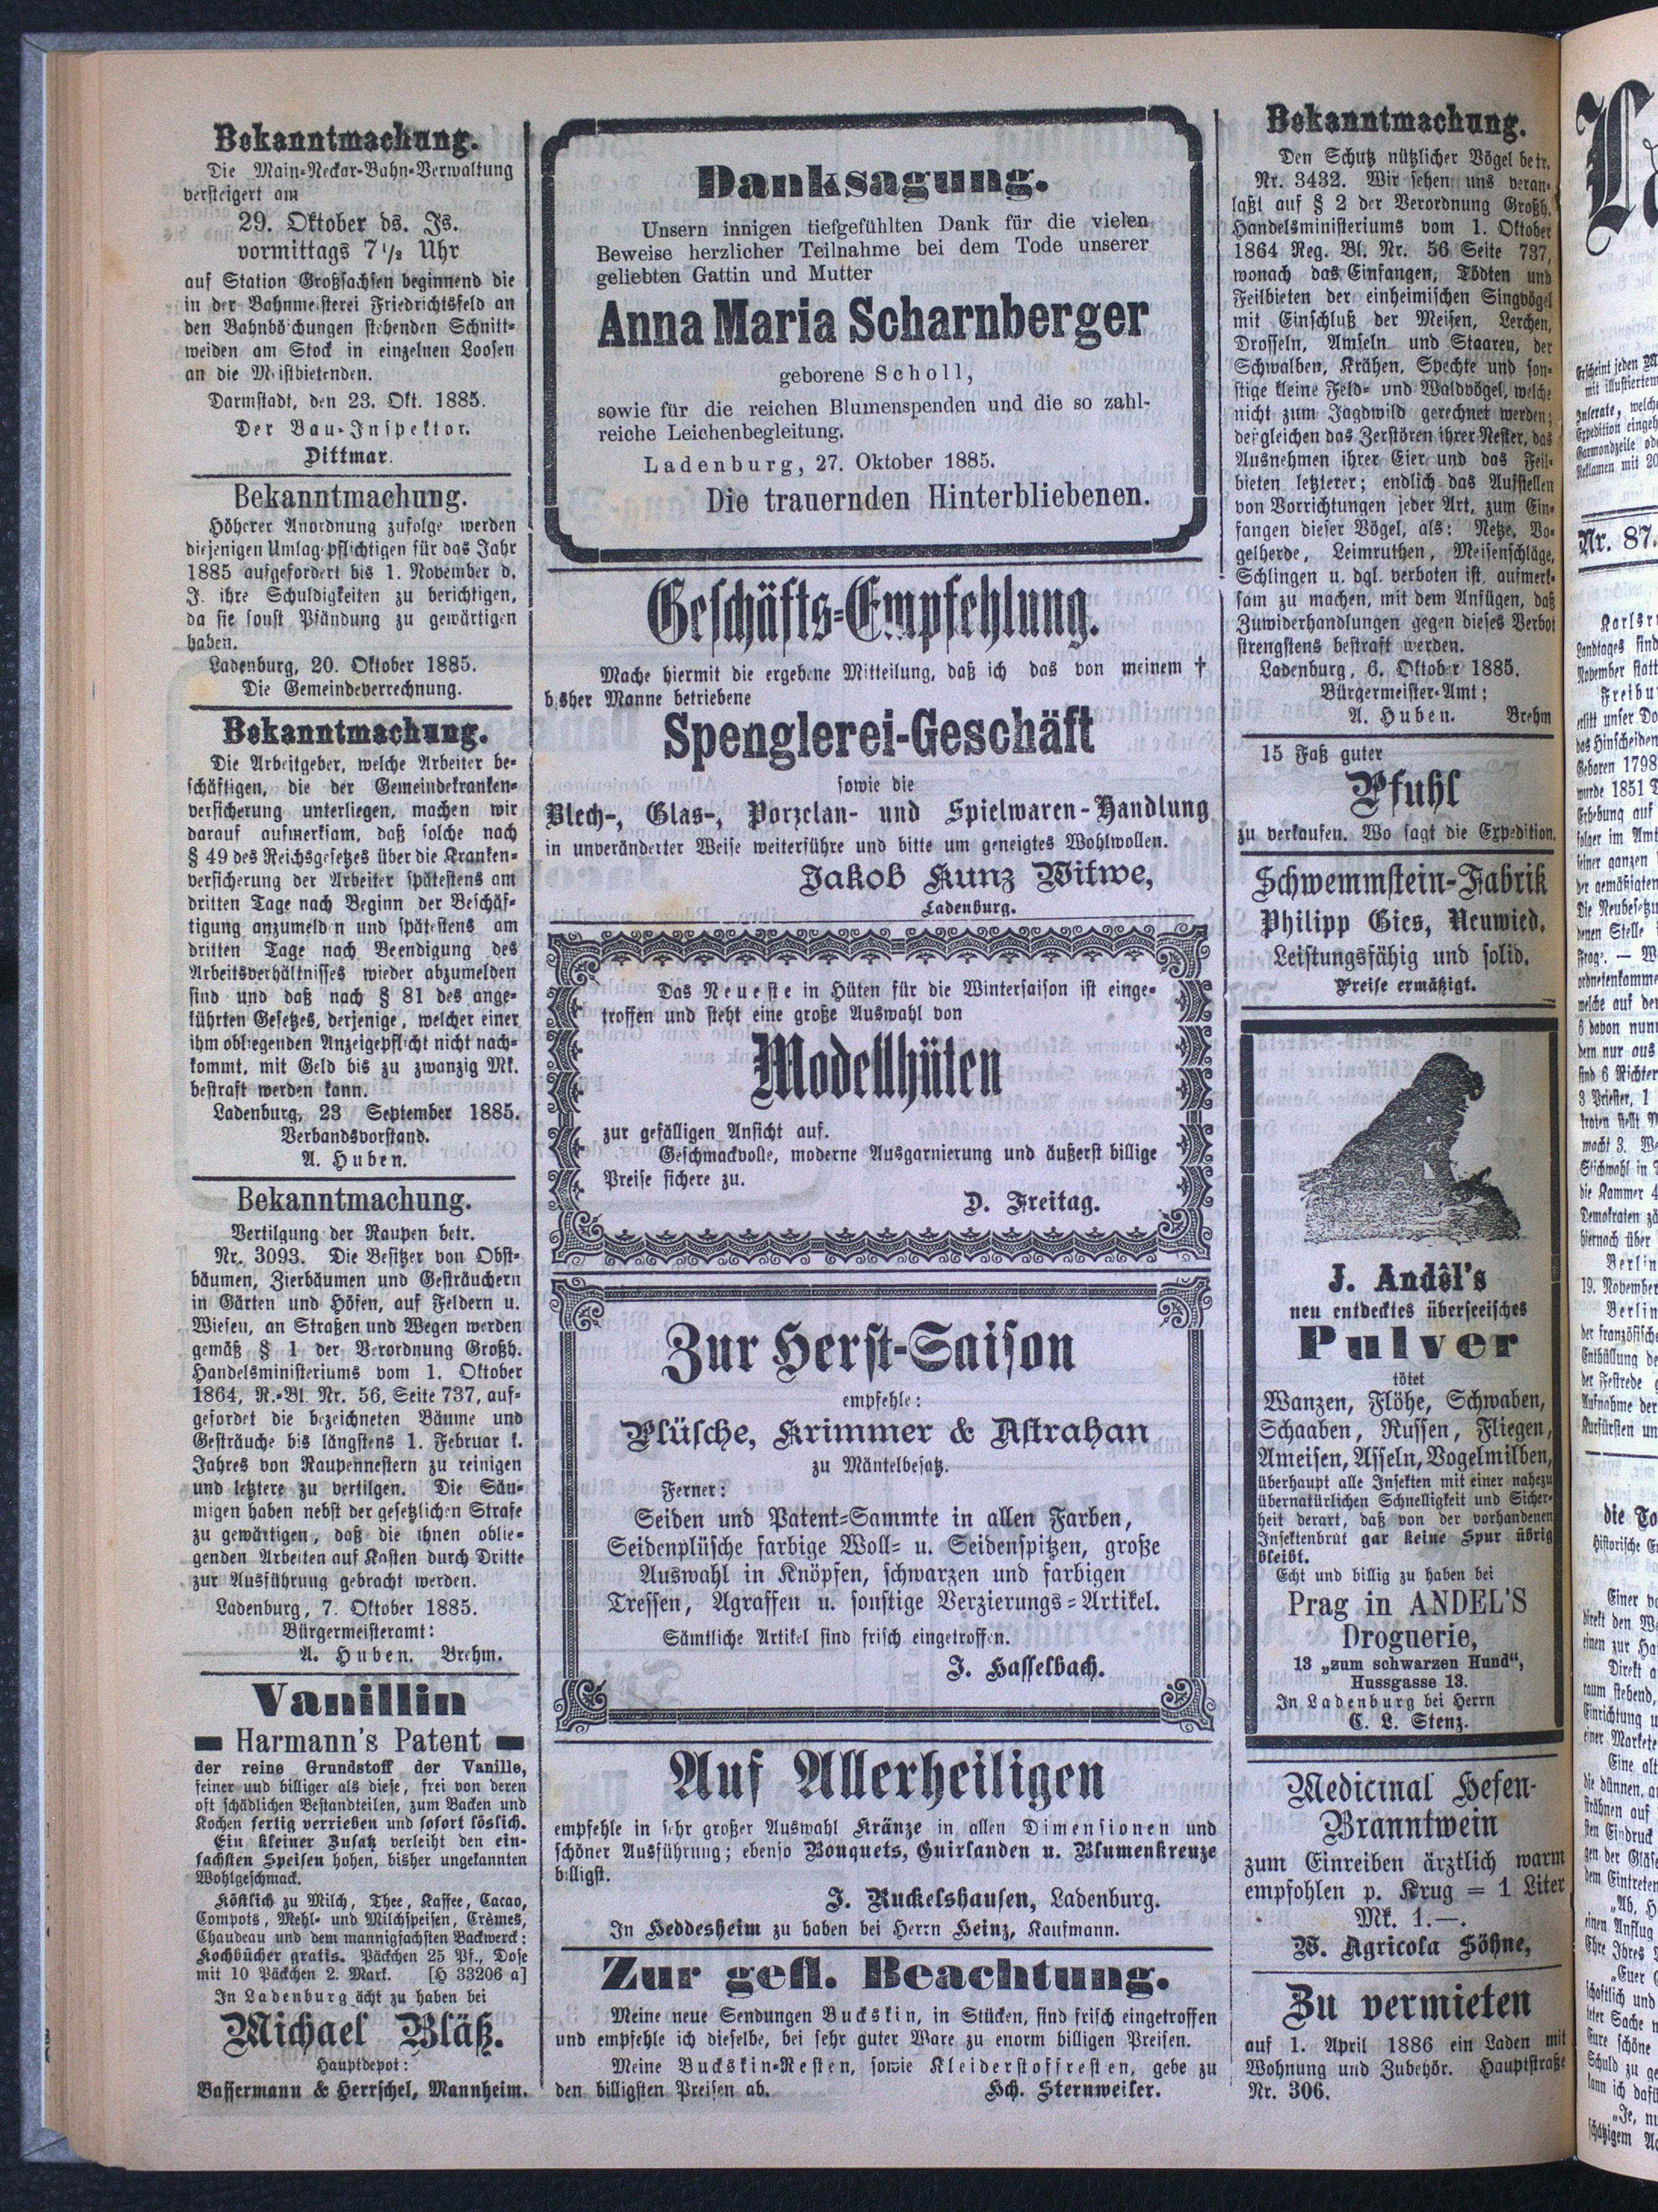 Bekanntmachung.
Die Main-Neckar-Bahn-Verwaltung
versteigert am
29. Oktober ds. Js.
vormittags 7½ Uhr
auf Station Großsachsen beginnend die
in der Bahnmeisterei Friedrichtsfeld an
den Bahnböschungen stehenden Schnitt-
weiden am Stock in einzelnen Loosen
an die Meistbietenden.
Darmstadt, den 23. Okt. 1885.
Der Bau-Inspektor.
Dittmar.
Bekanntmachung.
Höherer Anordnung zufolge werden
diejenigen Umlagepflichtigen für das Jahr
1885 aufgefordert bis 1. November d.
J. ihre Schuldigkeiten zu berichtigen,
da sie sonst Pfändung zu gewärtigen
haben.
Ladenburg, 20. Oktober 1885.
Die Gemeindeverrechnung.
Bekanntmachung.
Die Arbeitgeber, welche Arbeiter be-
schäftigen, die der Gemeindekranken-
versicherung unterliegen, machen wir
darauf aufmerksam, daß solche nach
§ 49 des Reichsgesetzes über die Kranken-
versicherung der Arbeiter spätestens am
dritten Tage nach Beginn der Beschäf-
tigung anzumelden und spätestens am
dritten Tage nach Beendigung des
Arbeitsverhältnisses wieder abzumelden
sind und daß nach § 81 des ange-
führten Gesetzes, derjenige, welcher einer
ihm obliegenden Anzeigepflicht nicht nach-
kommt, mit Geld bis zu zwanzig Mk.
bestraft werden kann.
Ladenburg, 23 September 1885.
Verbandsvorstand.
A. Huben.
Bekanntmachung.
Vertilgung der Raupen betr.
Nr. 3093. Die Besitzer von Obst-
bäumen, Zierbäumen und Gesträuchern
in Gärten und Höfen, auf Feldern u.
Wiesen, an Straßen und Wegen werden
gemäß § 1 der Verordnung Großh.
Handelsministeriums vom 1. Oktober
1864, R.-Bl. Nr. 56, Seite 737, auf-
gefordet die bezeichneten Bäume und
Gesträuche bis längstens 1. Februar k.
Jahres von Raupennestern zu reinigen
und letztere zu vertilgen. Die Säu-
migen haben nebst der gesetzlichen Strafe
zu gewärtigen, daß die ihnen oblie-
genden Arbeiten auf Kosten durch Dritte
zur Ausführung gebracht werden.
Ladenburg, 7. Oktober 1885.
Bürgermeisteramt:
A. Huben. Brehm.
Vanillin
Harmann's Patent
der reine Grundstoff der Vanille,
feiner und billiger als diese, frei von deren
oft schädlichen Bestandteilen, zum Backen und
Kochen fertig verrieben und sofort löslich.
Ein kleiner Zusatz verleiht den ein-
fachsten Speisen hohen, bisher ungekannten
Wohlgeschmack.
Köstlich zu Milch, Thee, Kaffee, Cacao,
Compots, Mehl- und Milchspeisen, Crèmes,
Chaudeau und dem mannigfachsten Backwerck:
Kochbücher gratis. Päckchen 25 Pf., Dose
mit 10 Päckchen 2. Mark. [H 33206 a]
In Ladenburg ächt zu haben bei
Michael Bläß.
Hauptdepot:
Bassermann & Herrschel, Mannheim.
Danksagung.
Unsern innigen tiefgefühlten Dank für die vielen
Beweise herzlicher Teilnahme bei dem Tode unserer
geliebten Gattin und Mutter
Anna Maria Scharnberger
geborene Scholl,
sowie für die reichen Blumenspenden und die so zahl-
reiche Leichenbegleitung.
Ladenburg, 27. Oktober 1885.
Die trauernden Hinterbliebenen.
Geschäfts-Empfehlung.
Mache hiermit die ergebene Mitteilung, daß ich das von meinem †
bisher Manne betriebene
Spenglerei-Geschäft
sowie die
Blech-, Glas-, Porzelan- und Spielwaren-Handlung
in unveränderter Weise weiterführe und bitte um geneigtes Wohlwollen.
Jakob Kunz Witwe,
Ladenburg.
Das Neueste in Hüten für die Wintersaison ist einge-
troffen und steht eine große Auswahl von
Modellhüten
zur gefälligen Ansicht auf.
Geschmackvolle, moderne Ausgarnierung und äußerst billige
Preise sichere zu.
D. Freitag.
Zur Herst-Saison
empfehle:
Plüsche, Krimmer & Astrahan
zu Mäntelbesatz.
Ferner:
Seiden und Patent-Sammte in allen Farben,
Seidenplüsche farbige Woll- u. Seidenspitzen, große
Auswahl in Knöpfen, schwarzen und farbigen
Tressen, Agraffen u. sonstige Verzierungs-Artikel.
Sämtliche Artikel sind frisch eingetroffen.
J. Hasselbach.
Auf Allerheiligen
empfehle in sehr großer Auswahl Kränze in allen Dimensionen und
schöner Ausführung; ebenso Bouquets, Guirlanden u. Blumenkreuze
billigst.
J. Ruckelshausen, Ladenburg.
In Heddesheim zu haben bei Herrn Heinz, Kaufmann.
Zur gefl. Beachtung.
Meine neue Sendungen Buckskin, in Stücken, sind frisch eingetroffen
und empfehle ich dieselbe, bei sehr guter Ware zu enorm billigen Preisen.
Meine Buckskin-Resten, sowie Kleiderstoffresten, gebe zu
den billigsten Preisen ab. Hch. Sternweiler.
Bekanntmachung.
Den Schutz nützlicher Vögel betr.
Nr. 3432. Wir sehen uns veran-
laßt auf § 2 der Verordnung Großh.
Handelsministeriums vom 1. Oktober
1864 Reg. Bl. Nr. 56 Seite 737,
wonach das Einfangen, Tödten und
Feilbieten der einheimischen Singvögel
mit Einschluß der Meisen, Lerchen,
Drosseln, Amseln und Staaren, der
Schwalben, Krähen, Spechte und son-
stige kleine Feld- und Waldvögel, welche
nicht zum Jagdwild gerechnet werden;
desgleichen das Zerstören ihrer Nester, das
Ausnehmen ihrer Eier und das Feil-
bieten letzterer; endlich das Aufstellen
von Vorrichtungen jeder Art, zum Ein-
fangen dieser Vögel, als: Netze, Vo-
gelherde, Leimruthen, Meisenschläge,
Schlingen u. dgl. verboten ist, aufmerk-
sam zu machen, mit dem Anfügen, daß
Zuwiderhandlungen gegen dieses Verbot
strengstens bestraft werden.
Ladenburg, 6. Oktober 1885.
Bürgermeister-Amt;
A. Huben. Brehm
15 Faß guter
Pfuhl
zu verkaufen. Wo sagt die Expedition.
Schwemmstein-Fabrik
Philipp Gies, Neuwied.
Leistungsfähig und solid.
Preise ermäßigt.
J. Andêl's
neu entdecktes überseeisches
Pulver
tötet
Wanzen, Flöhe, Schwaben,
Schaaben, Russen, Fliegen,
Ameisen, Asseln, Vogelmilben,
überhaupt alle Insekten mit einer nahezu
übernatürlichen Schnelligkeit und Sicher-
heit derart, daß von der vorhandenen
Insektenbrut gar keine Spur übrig
bleibt.
Echt und billig zu haben bei
Prag in ANDEL'S
Droguerie,
13 „zum schwarzen Hund“,
Hussgasse 13.
In Ladenburg bei Herrn
C. L. Stenz.
Medicinal Hefen-
Branntwein
zum Einreiben ärztlich warm
empfohlen p. Krug = 1 Liter
Mk. 1.—.
W. Agricola Söhne,
Zu vermieten
auf 1. April 1886 ein Laden mit
Wohnung und Zubehör. Hauptstraße
Nr. 306.
Nr. 87.